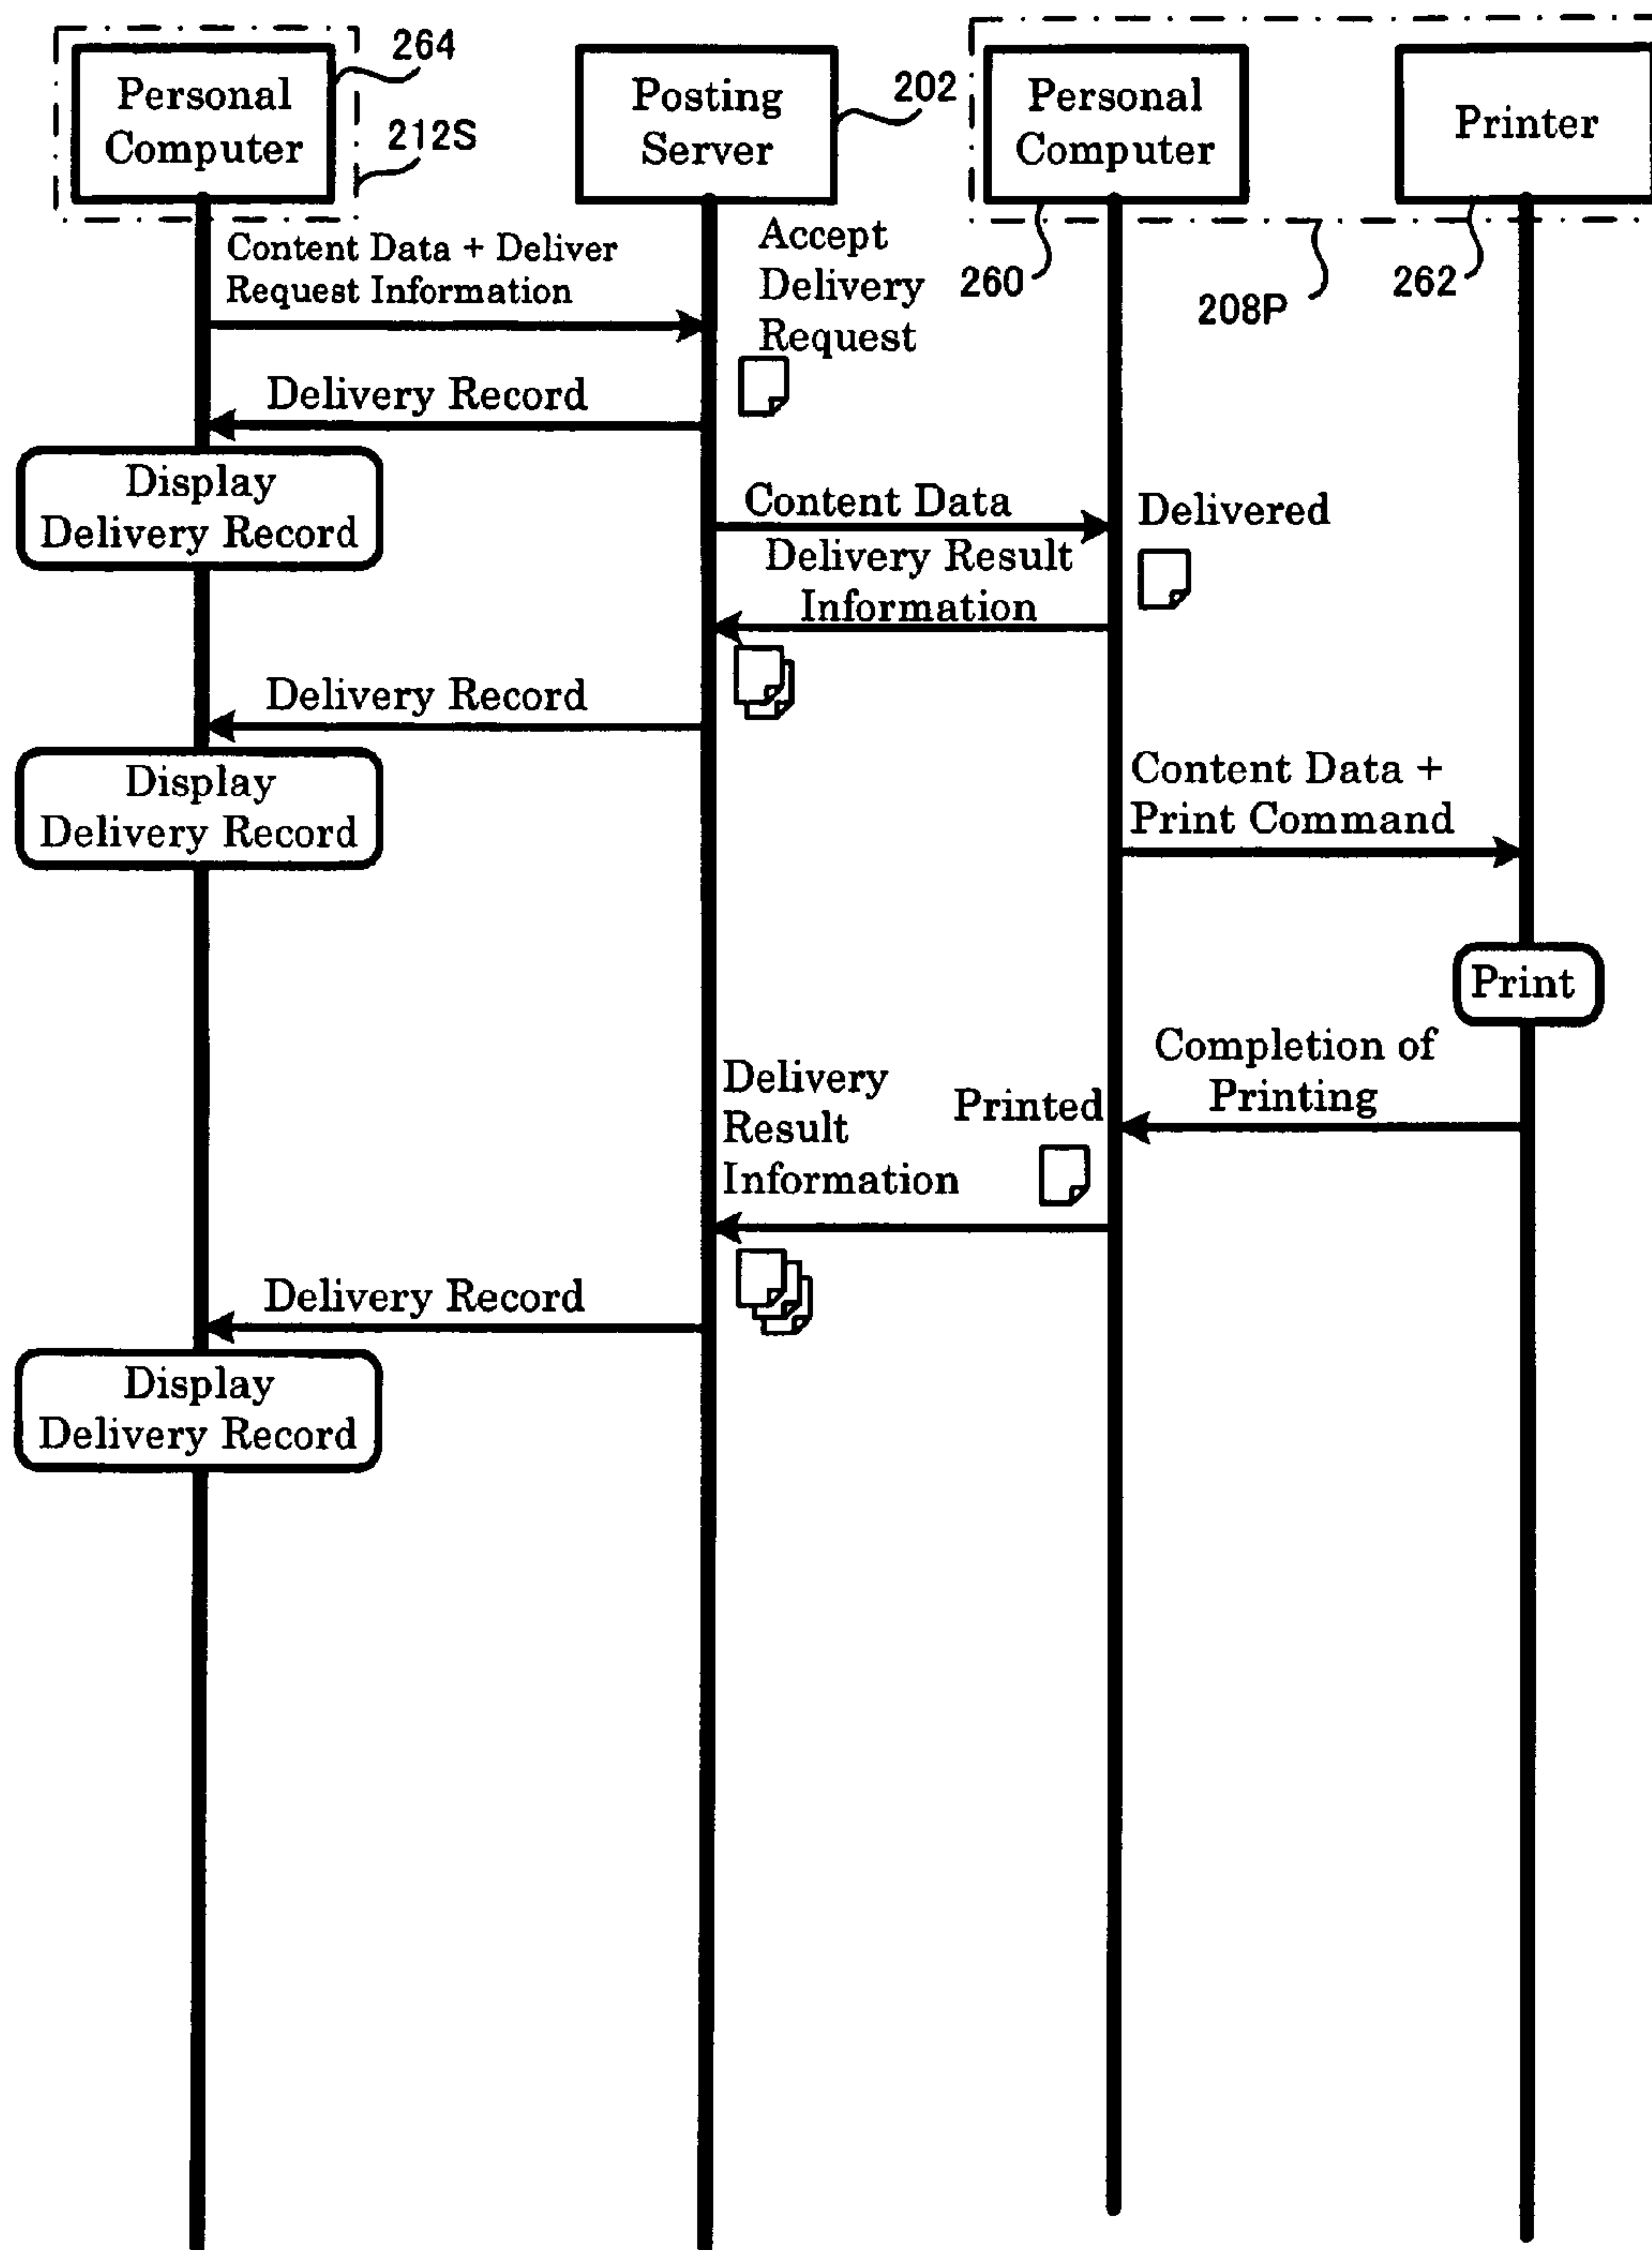 Personal
Computer
264
212S
Posting
Server
202
Personal
Computer
260
Printer
262
208P
Content Data + Deliver
Request Information
Accept
Delivery
Request
Delivery Record
Display
Delivery Record
Content Data
Delivered
Delivery Result
Information
Delivery Record
Display
Delivery Record
Content Data +
Print Command
Print
Completion of
Printing
Printed
Delivery
Result
Information
Delivery Record
Display
Delivery Record